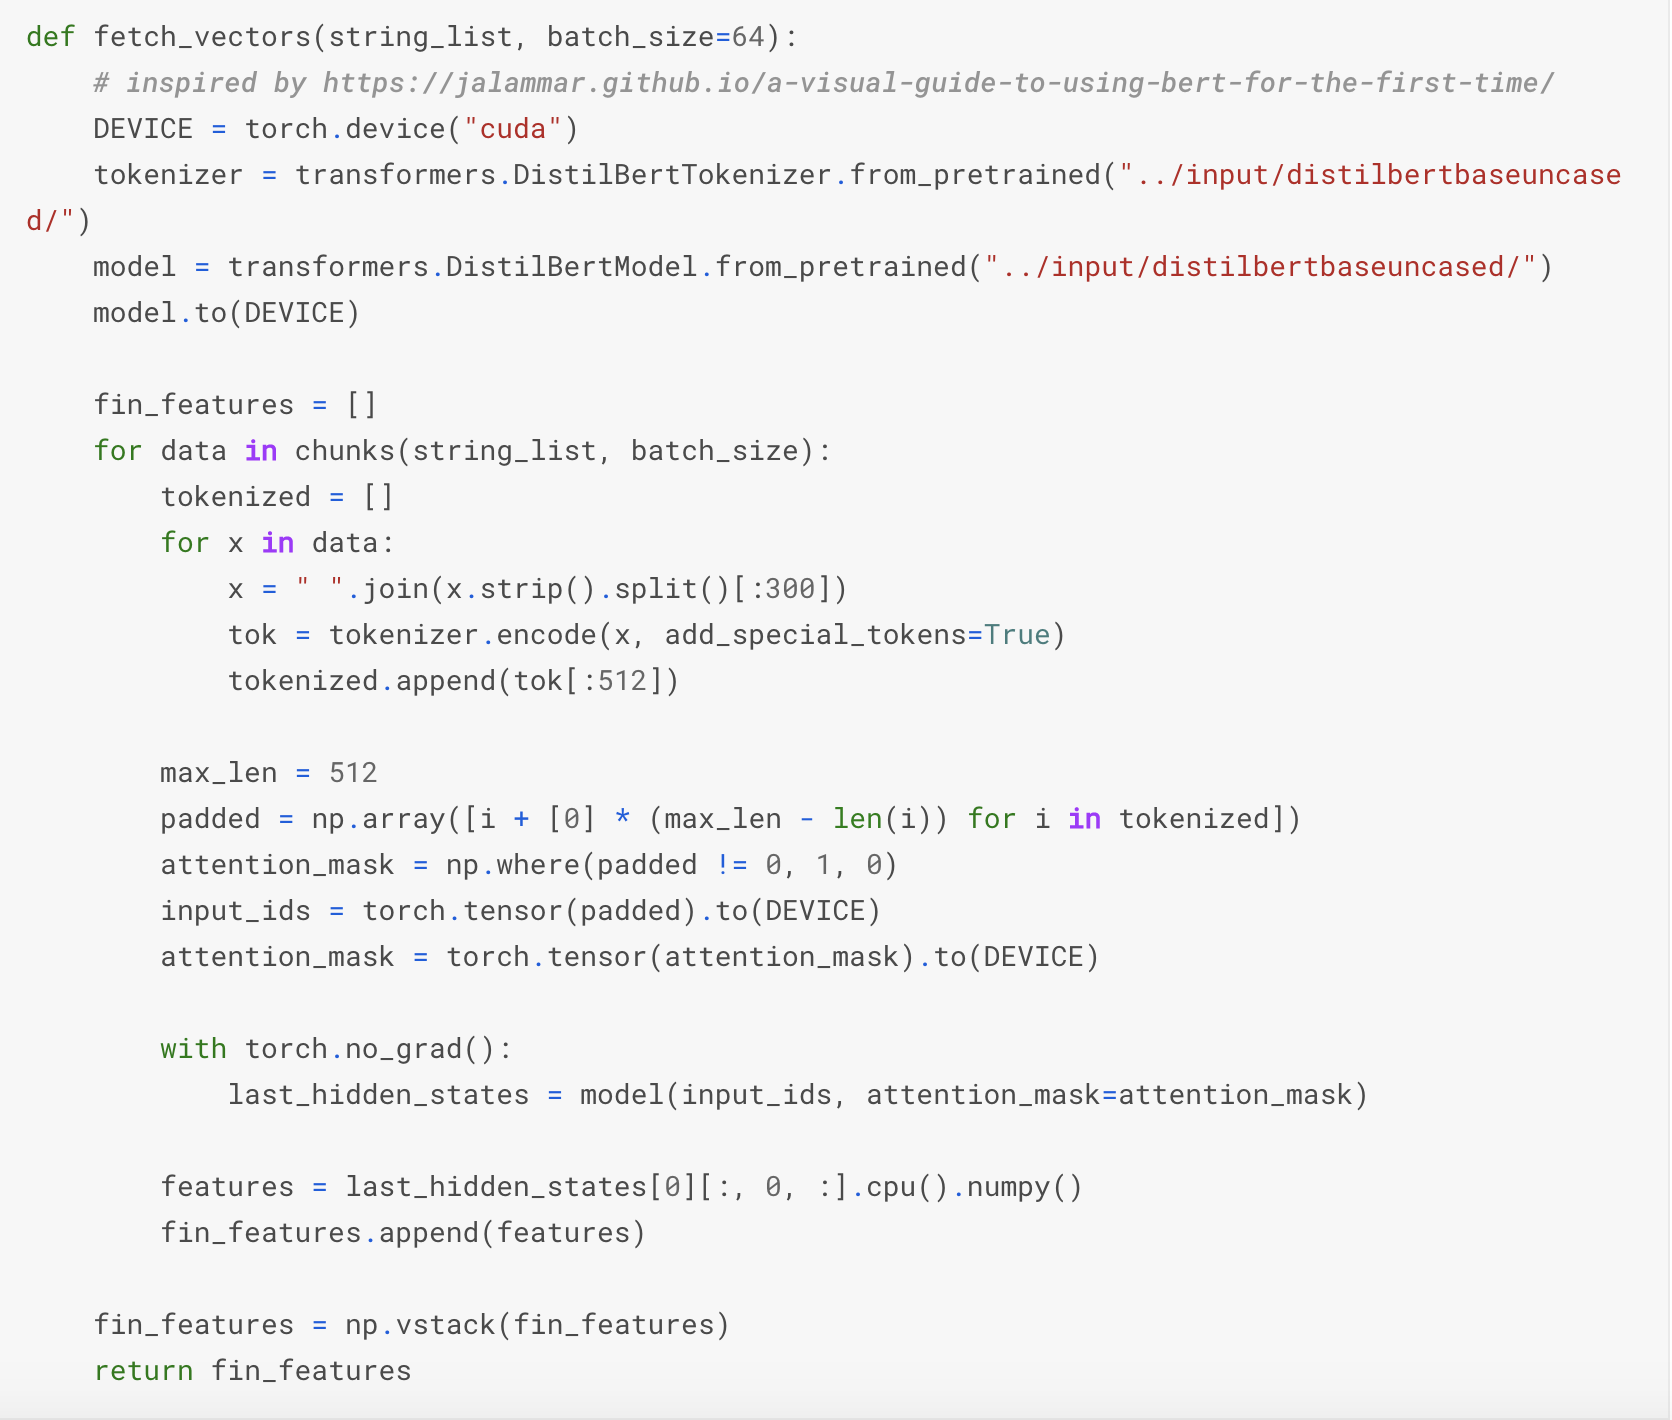 def fetch_vectors(string_list, batch_size=64):
    # inspired by https://jalammar.github.io/a-visual-guide-to-using-bert-for-the-first-time/
    DEVICE = torch.device("cuda")
    tokenizer = transformers.DistilBertTokenizer.from_pretrained("../input/distilbertbaseuncase
d/")
    model = transformers.DistilBertModel.from_pretrained("../input/distilbertbaseuncased/")
    model.to(DEVICE)

    fin_features = []
    for data in chunks(string_list, batch_size):
        tokenized = []
        for x in data:
            x = " ".join(x.strip().split()[:300])
            tok = tokenizer.encode(x, add_special_tokens=True)
            tokenized.append(tok[:512])

        max_len = 512
        padded = np.array([i + [0] * (max_len - len(i)) for i in tokenized])
        attention_mask = np.where(padded != 0, 1, 0)
        input_ids = torch.tensor(padded).to(DEVICE)
        attention_mask = torch.tensor(attention_mask).to(DEVICE)

        with torch.no_grad():
            last_hidden_states = model(input_ids, attention_mask=attention_mask)

        features = last_hidden_states[0][:, 0, :].cpu().numpy()
        fin_features.append(features)

    fin_features = np.vstack(fin_features)
    return fin_features